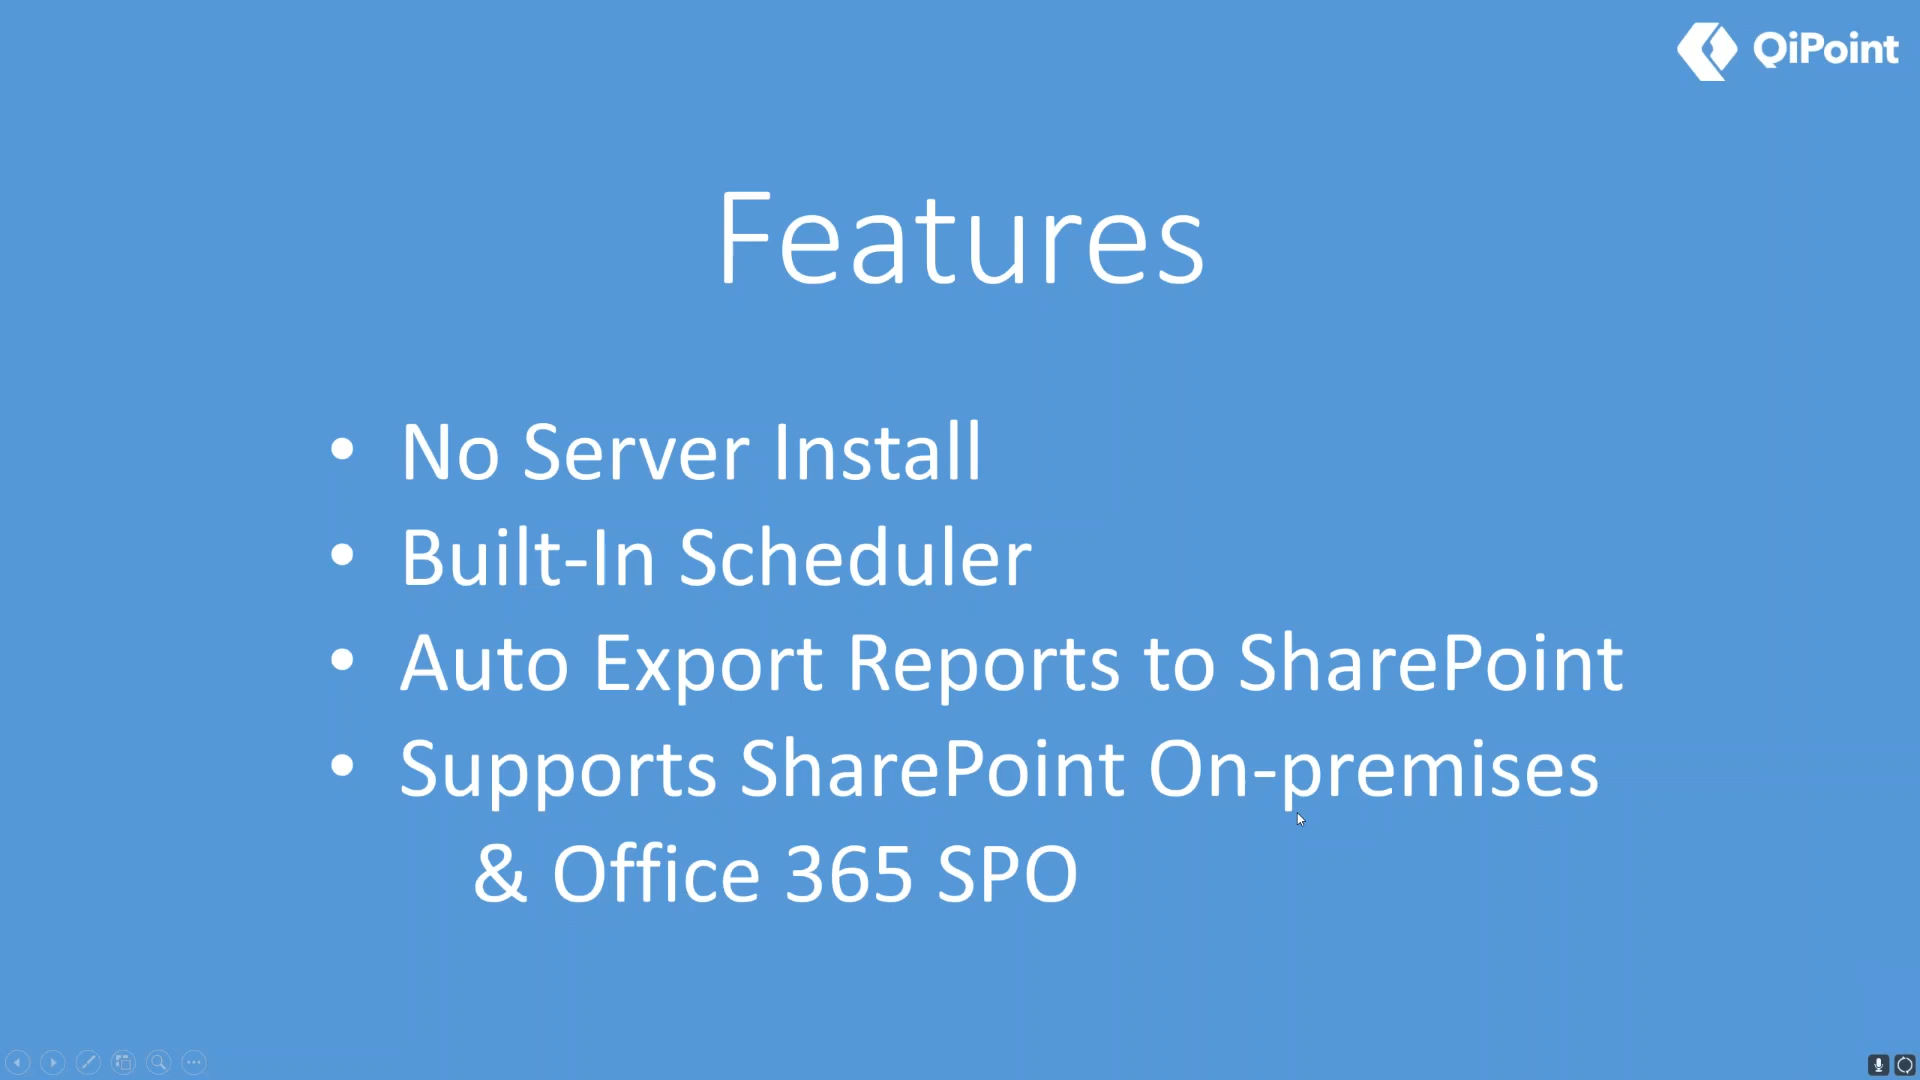 QiPoint
Features
• No Server Install
• Built-In Scheduler
• Auto Export Reports to SharePoint
• Supports SharePoint On-premises
& Office 365 SPO